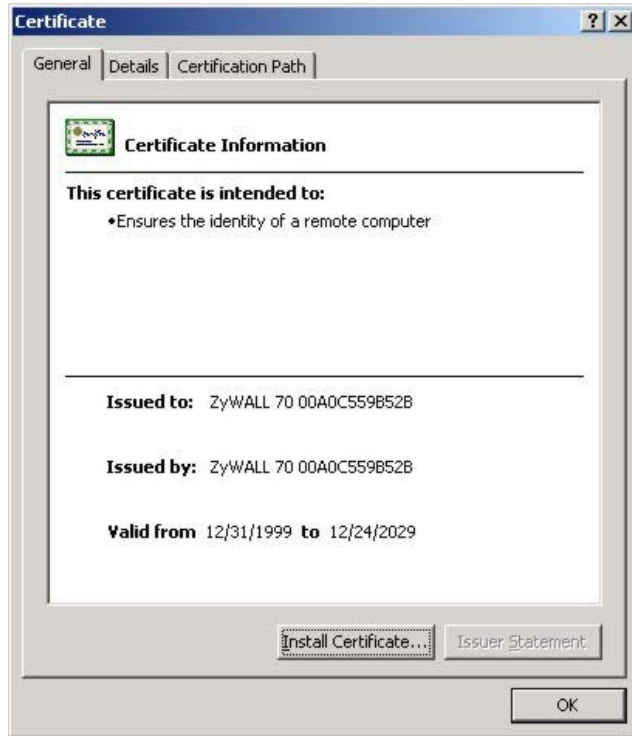 Certificate
General Details Certification Path
Certificate Information
This certificate is intended to:
•Ensures the identity of a remote computer
Issued to: ZyWALL 70 00A0C559B52B
Issued by: ZyWALL 70 00A0C559B52B
Valid from 12/31/1999 to 12/24/2029
Install Certificate... Issuer Statement
OK